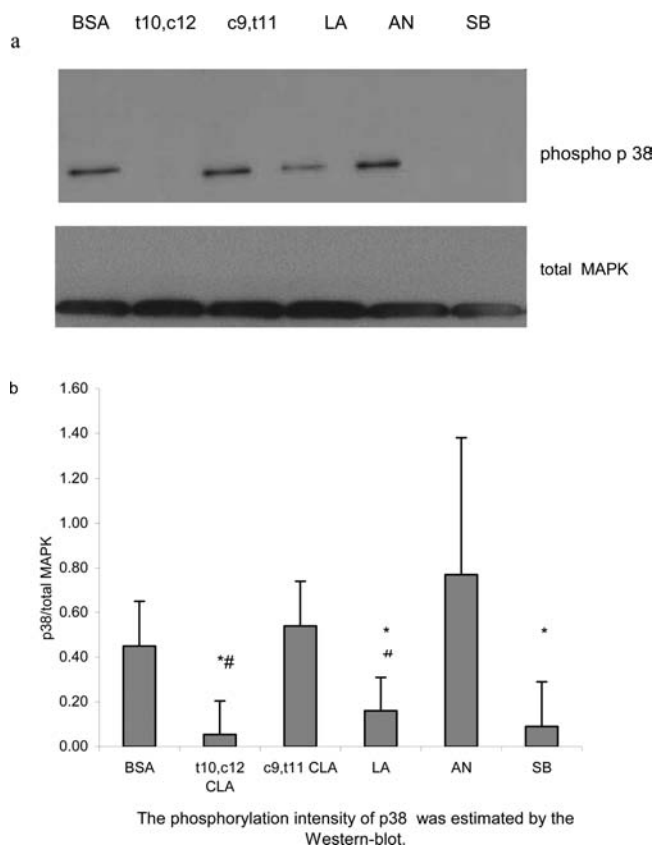 BSA t10,c12 c9,t11 LA AN SB
a
phospho p 38
total MAPK
b
1.60
1.40
1.20
1.00
0.80
0.60
0.40
0.20
0.00
p38/total MAPK
*#
*
#
*
BSA t10,c12 CLA c9,t11 CLA LA AN SB
The phosphorylation intensity of p38 was estimated by the
Western-blot.